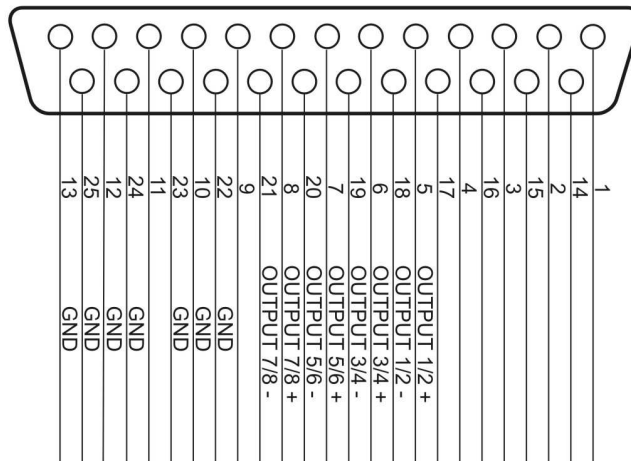 1
14
2
15
3
16
4
17
5 OUTPUT 1/2 +
18 OUTPUT 1/2 -
6 OUTPUT 3/4 +
19 OUTPUT 3/4 -
7 OUTPUT 5/6 +
20 OUTPUT 5/6 -
8 OUTPUT 7/8 +
21 OUTPUT 7/8 -
9
22 GND
10 GND
23 GND
11
24 GND
12 GND
25 GND
13 GND